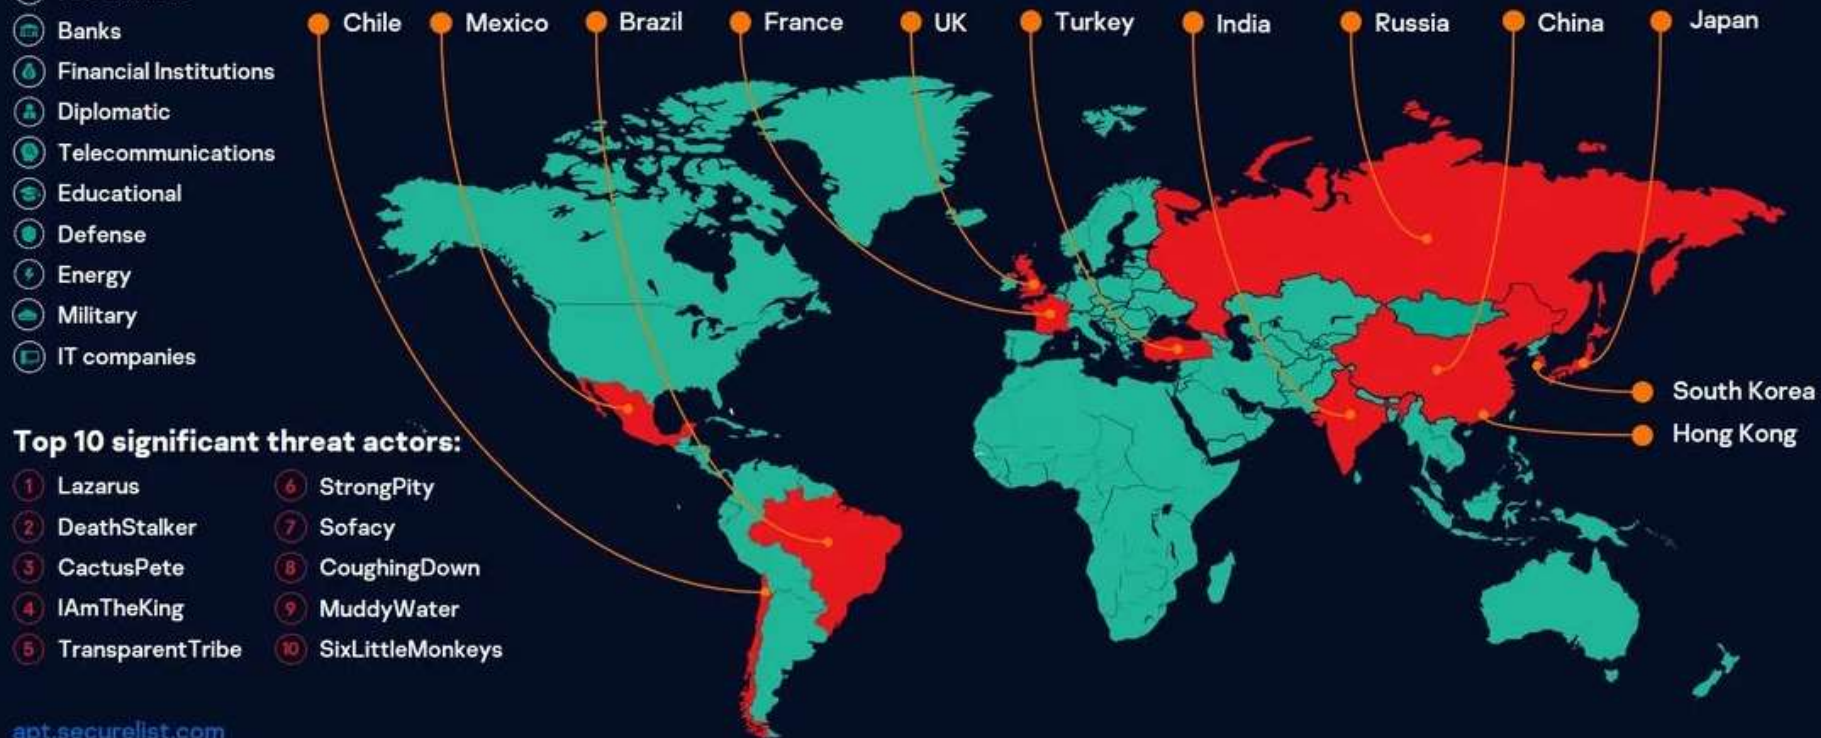 Chile Mexico Brazil France UK Turkey India Russia China Japan
Banks
Financial Institutions
Diplomatic
Telecommunications
Educational
Defense
Energy
Military
IT companies
South Korea
Hong Kong
Top 10 significant threat actors:
1 Lazarus
2 DeathStalker
3 CactusPete
4 IAmTheKing
5 TransparentTribe
6 StrongPity
7 Sofacy
8 CoughingDown
9 MuddyWater
10 SixLittleMonkeys
apt.securelist.com